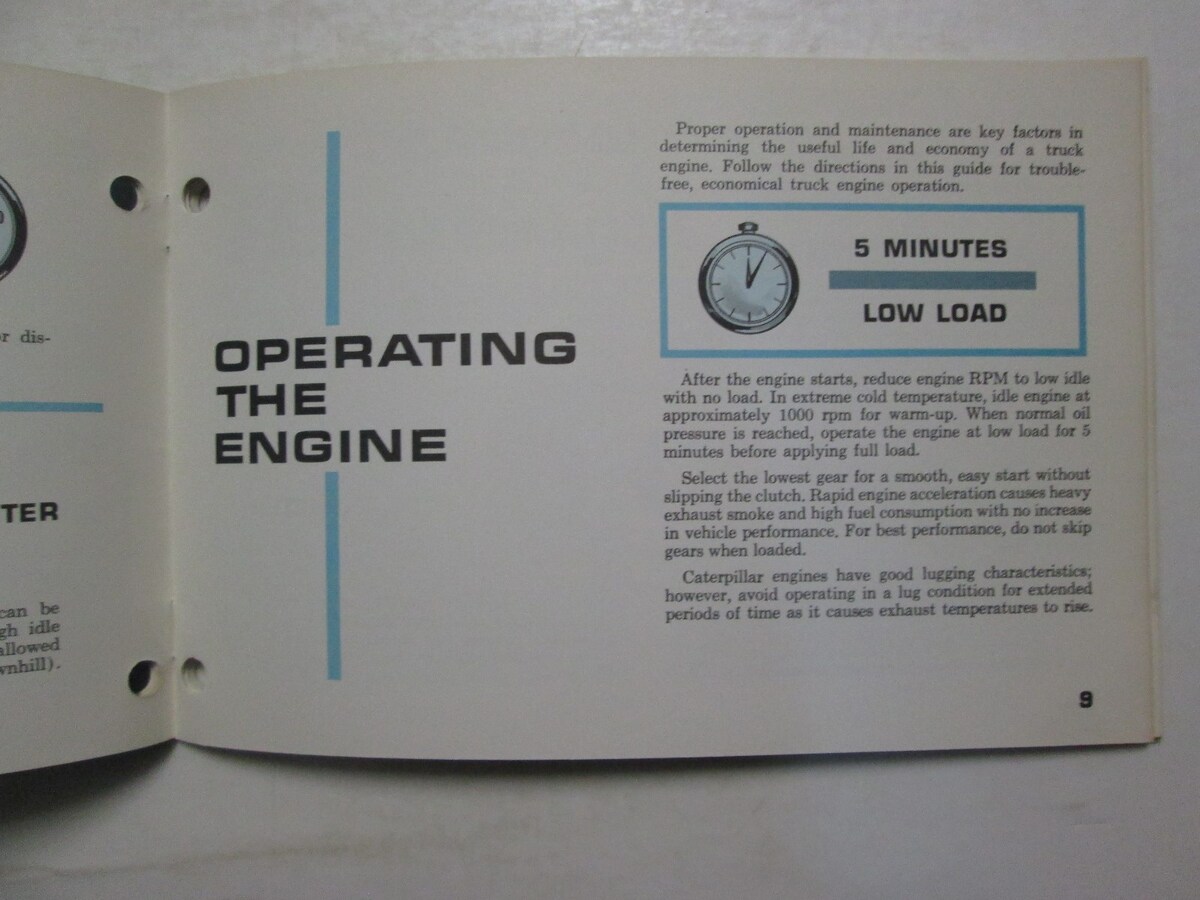 r dis-
TER
can be
gh idle
allowed
wnhill).
OPERATING
THE
ENGINE
Proper operation and maintenance are key factors in
determining the useful life and economy of a truck
engine. Follow the directions in this guide for trouble-
free, economical truck engine operation.
5 MINUTES
LOW LOAD
After the engine starts, reduce engine RPM to low idle
with no load. In extreme cold temperature, idle engine at
approximately 1000 rpm for warm-up. When normal oil
pressure is reached, operate the engine at low load for 5
minutes before applying full load.
Select the lowest gear for a smooth, easy start without
slipping the clutch. Rapid engine acceleration causes heavy
exhaust smoke and high fuel consumption with no increase
in vehicle performance. For best performance, do not skip
gears when loaded.
Caterpillar engines have good lugging characteristics;
however, avoid operating in a lug condition for extended
periods of time as it causes exhaust temperatures to rise.
9